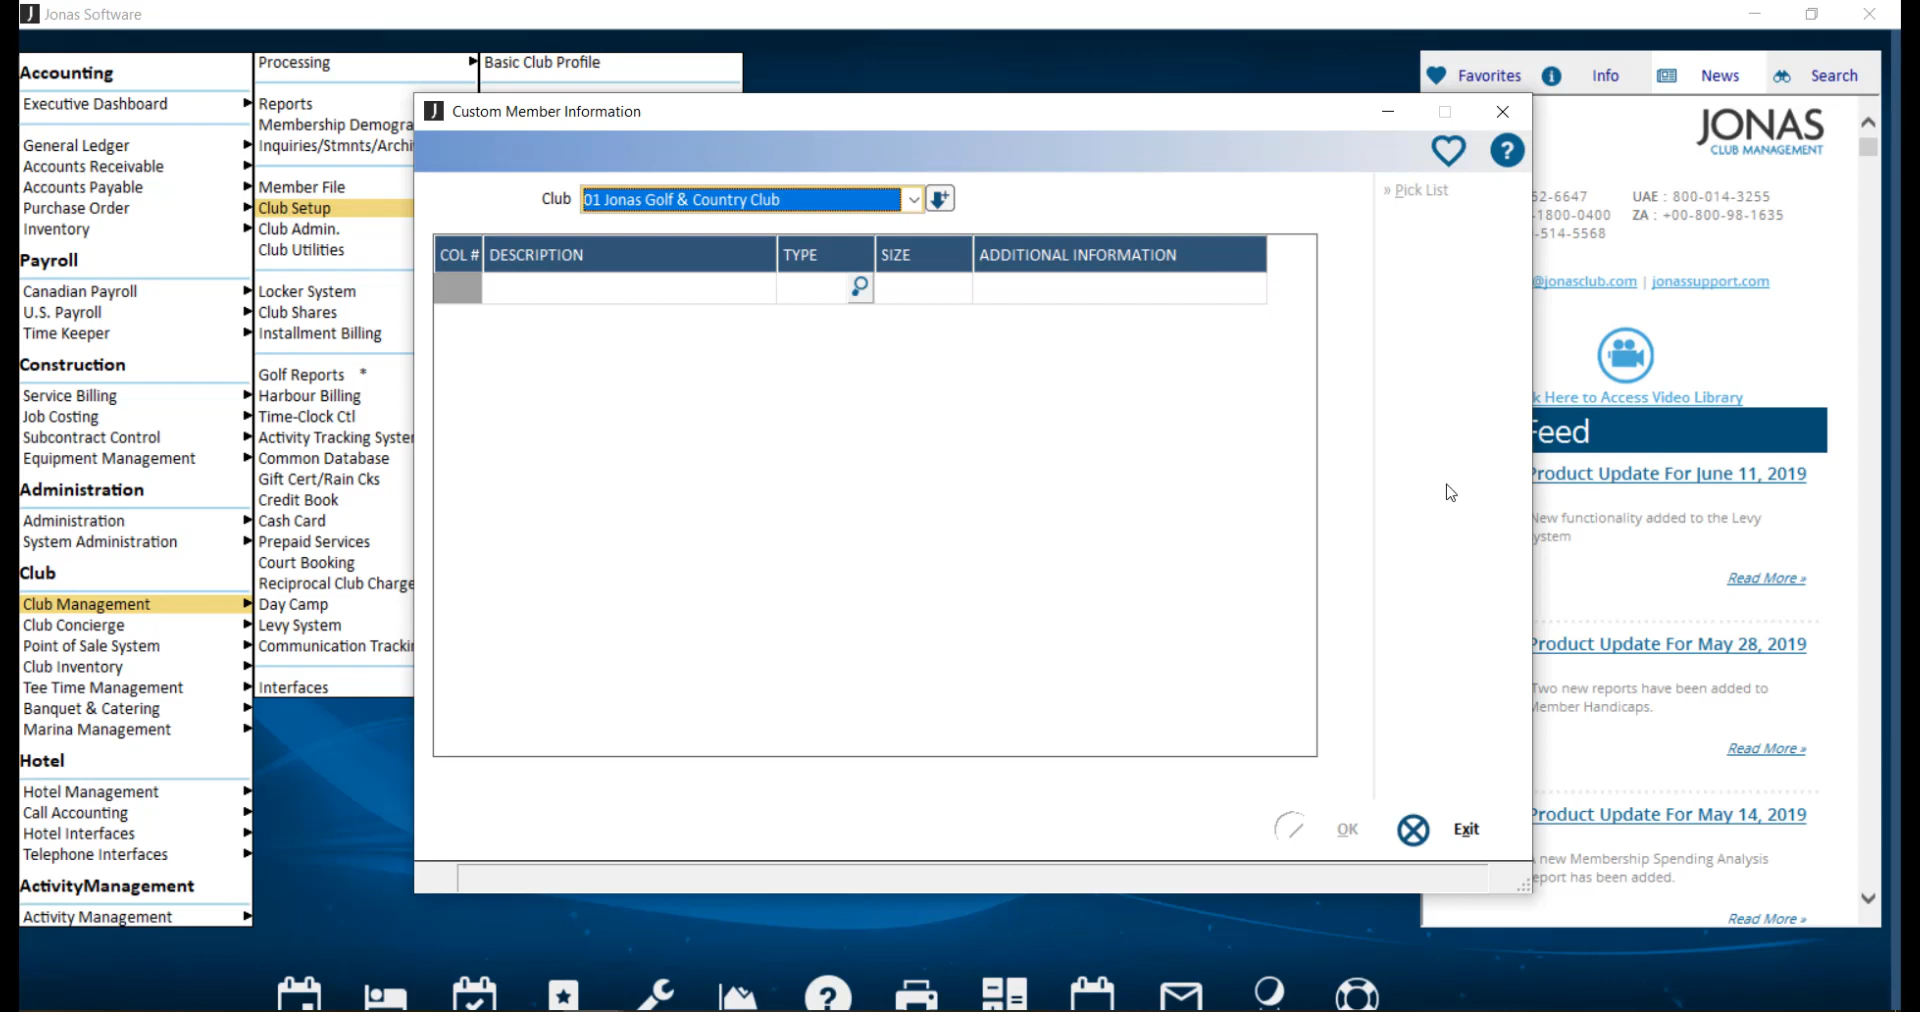 Jonas Software
Accounting
Executive Dashboard
General Ledger
Accounts Receivable
Accounts Payable
Purchase Order
Inventory
Payroll
Canadian Payroll
U.S. Payroll
Time Keeper
Construction
Service Billing
Job Costing
Subcontract Control
Equipment Management
Administration
Administration
System Administration
Club
Club Management
Club Concierge
Point of Sale System
Club Inventory
Tee Time Management
Banquet & Catering
Marina Management
Hotel
Hotel Management
Call Accounting
Hotel Interfaces
Telephone Interfaces
ActivityManagement
Activity Management
Processing
Reports
Membership Demogra
Inquiries/Stmnts/Archi
Member File
Club Setup
Club Admin.
Club Utilities
Locker System
Club Shares
Installment Billing
Golf Reports *
Harbour Billing
Time-Clock Ctl
Activity Tracking Syster
Common Database
Gift Cert/Rain Cks
Credit Book
Cash Card
Prepaid Services
Court Booking
Reciprocal Club Charge
Day Camp
Levy System
Communication Trackin
Interfaces
Basic Club Profile
Custom Member Information
Club 01 Jonas Golf & Country Club
» Pick List
COL # DESCRIPTION TYPE SIZE ADDITIONAL INFORMATION
OK Exit
Favorites Info News Search
JONAS
CLUB MANAGEMENT
52-6647 UAE : 800-014-3255
-1800-0400 ZA : +00-800-98-1635
-514-5568
@jonasclub.com | jonassupport.com
k Here to Access Video Library
Feed
Product Update For June 11, 2019
New functionality added to the Levy
ystem
Read More »
Product Update For May 28, 2019
Two new reports have been added to
Member Handicaps.
Read More »
Product Update For May 14, 2019
A new Membership Spending Analysis
eport has been added.
Read More »